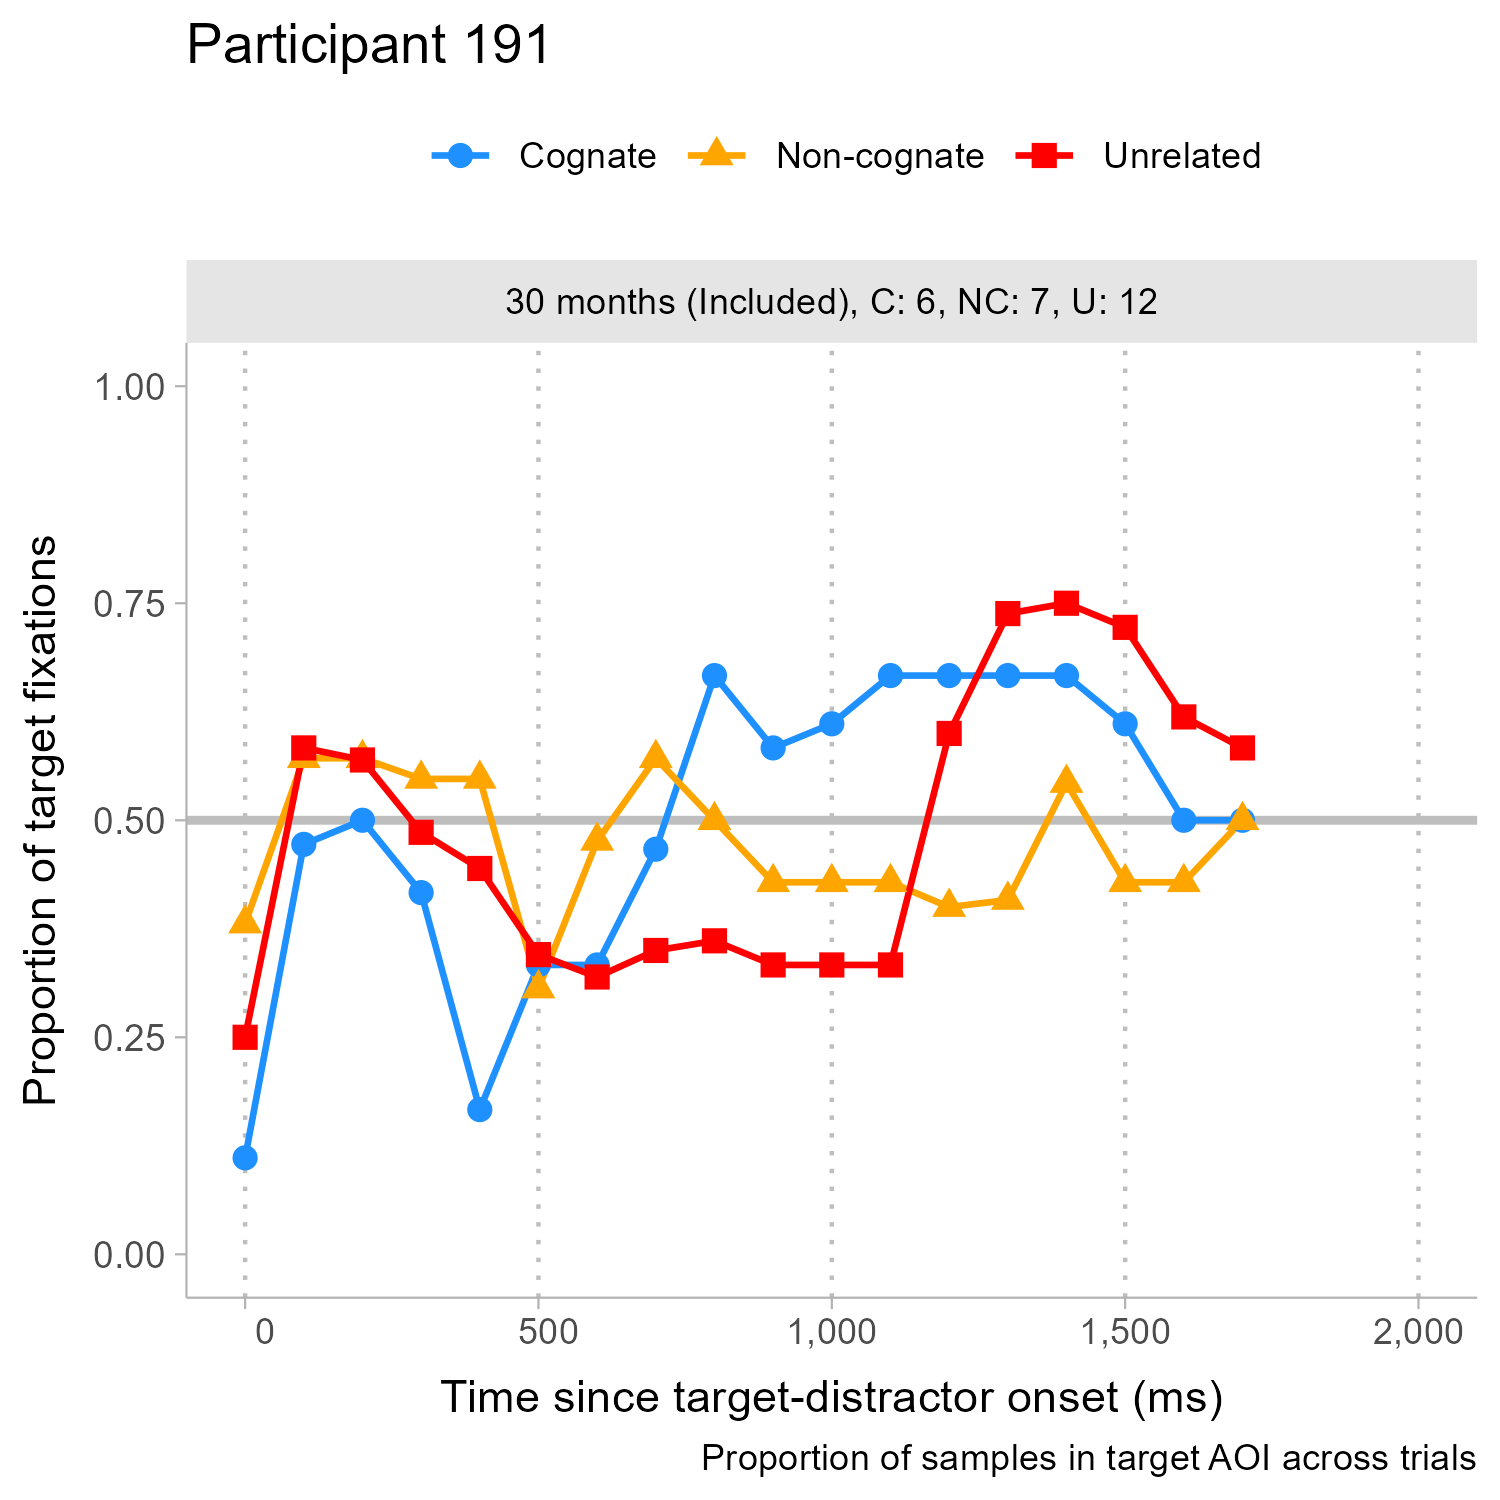 Participant 191
Cognate Non-cognate Unrelated
30 months (Included), C: 6, NC: 7, U: 12
1.00
0.75
0.50
0.25
0.00
Proportion of target fixations
0 500 1,000 1,500 2,000
Time since target-distractor onset (ms)
Proportion of samples in target AOI across trials